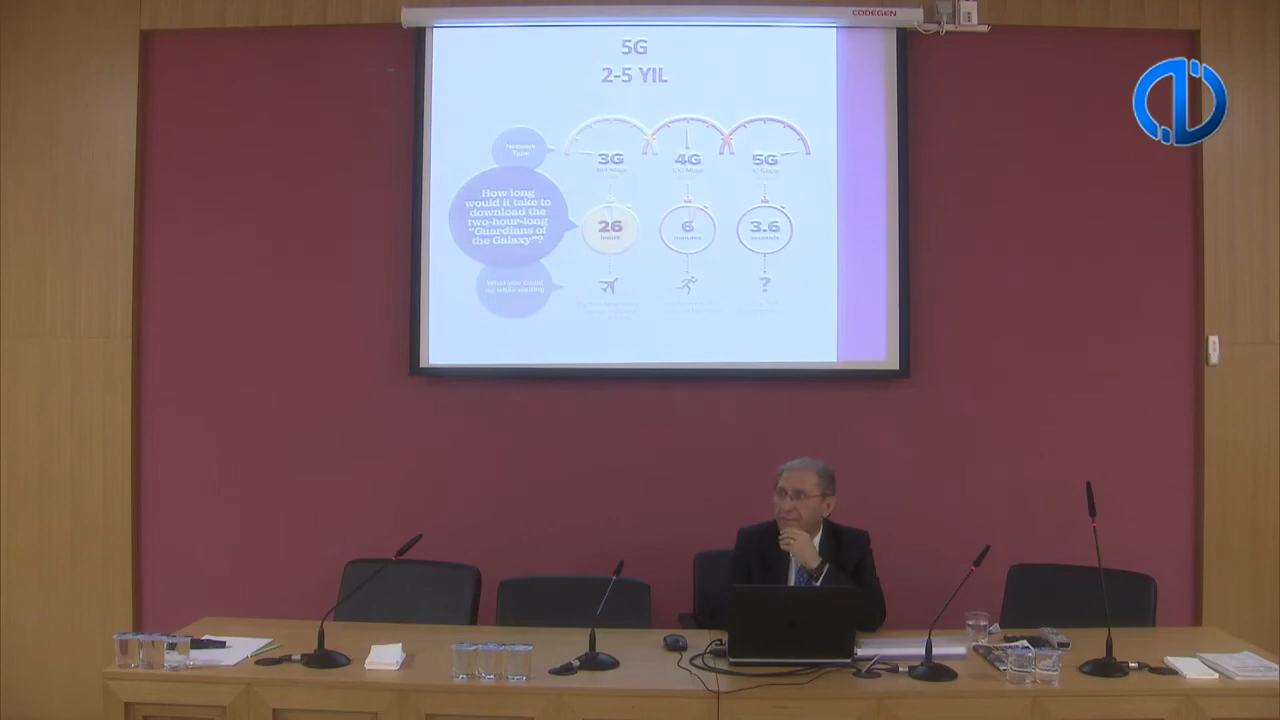 CODEGEN
5G
2-5 YIL
Network
Type
3G
4G
5G
How long
would it take to
download the
two-hour-long
"Guardians of
the Galaxy"?
26
hours
6
minutes
3.6
seconds
What you could
do while waiting
?